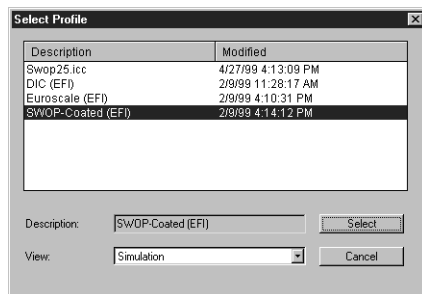 Select Profile
Description Modified
Swop25.icc 4/27/99 4:13:09 PM
DIC (EFI) 2/9/99 11:28:17 AM
Euroscale (EFI) 2/9/99 4:10:31 PM
SWOP-Coated (EFI) 2/9/99 4:14:12 PM
Description: SWOP-Coated (EFI) Select
View: Simulation Cancel